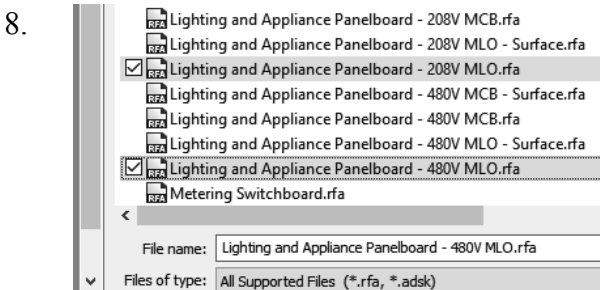 8.
Lighting and Appliance Panelboard - 208V MCB.rfa
Lighting and Appliance Panelboard - 208V MLO - Surface.rfa
Lighting and Appliance Panelboard - 208V MLO.rfa
Lighting and Appliance Panelboard - 480V MCB - Surface.rfa
Lighting and Appliance Panelboard - 480V MCB.rfa
Lighting and Appliance Panelboard - 480V MLO - Surface.rfa
Lighting and Appliance Panelboard - 480V MLO.rfa
Metering Switchboard.rfa
File name: Lighting and Appliance Panelboard - 480V MLO.rfa
Files of type: All Supported Files (*.rfa, *.adsk)